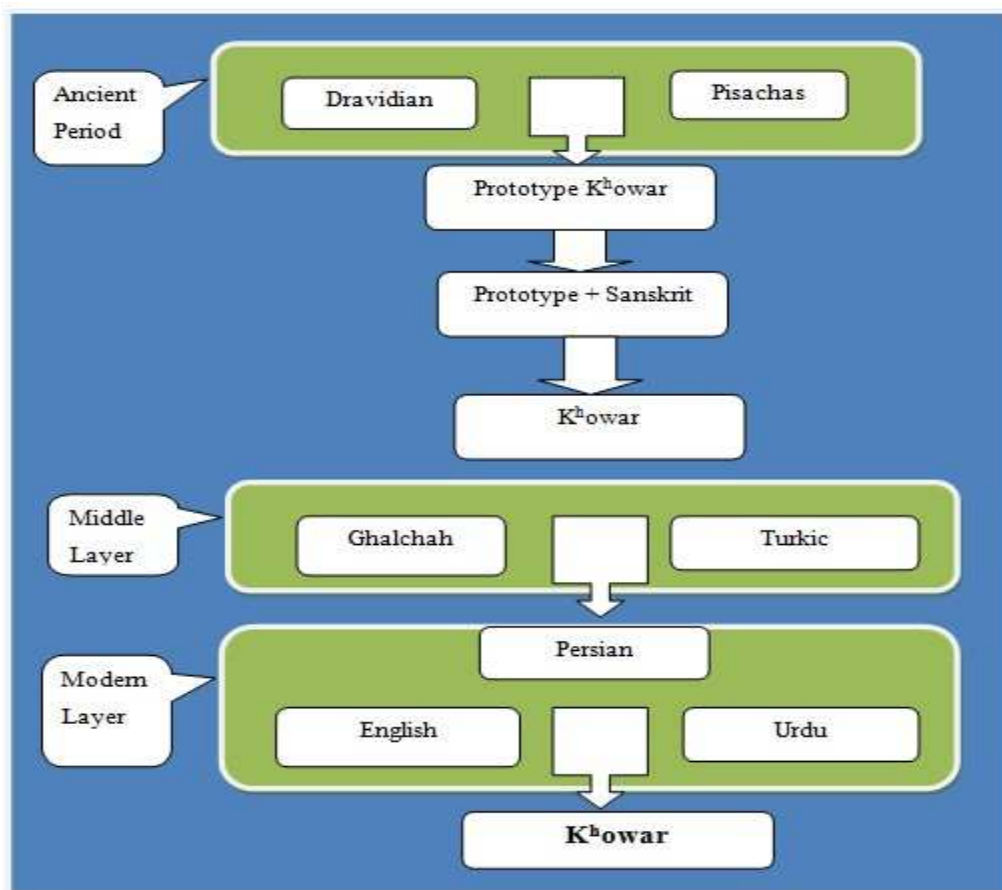 Ancient
Period
Dravidian
Pisachas
Prototype Kʰowar
Prototype + Sanskrit
Kʰowar
Middle
Layer
Ghalchah
Turkic
Modern
Layer
Persian
English
Urdu
Kʰowar